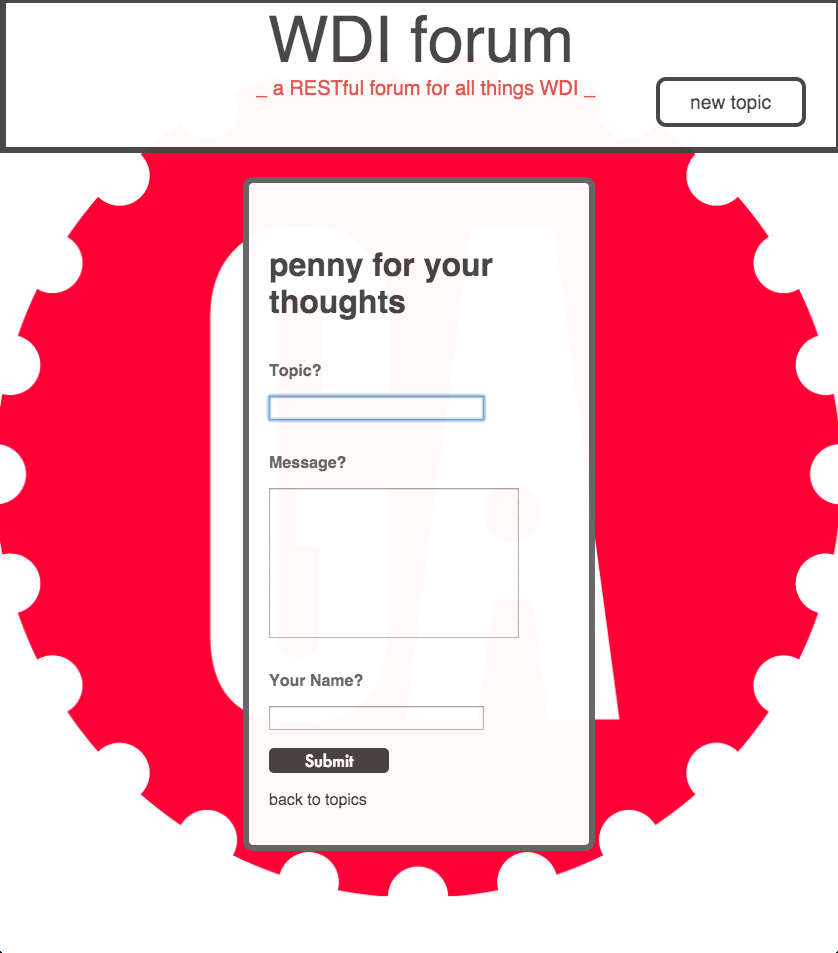 WDI forum
_ a RESTful forum for all things WDI _
new topic
GA
penny for your
thoughts
Topic?
Message?
Your Name?
Submit
back to topics